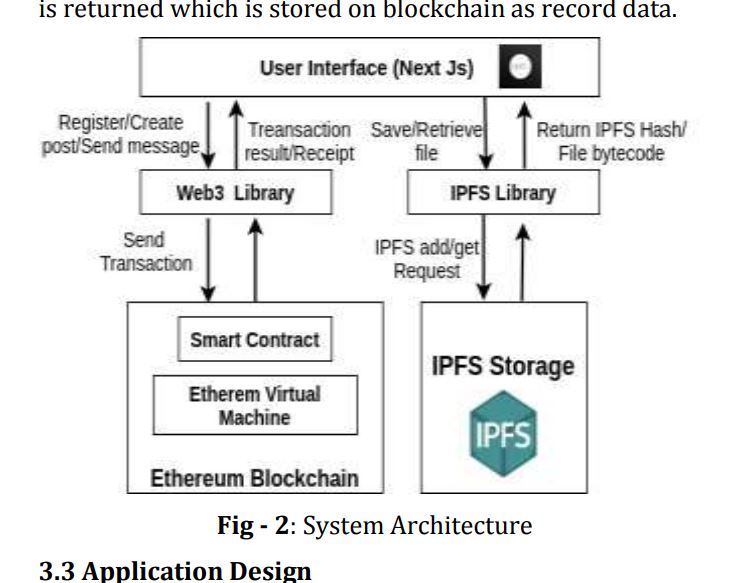 is returned which is stored on blockchain as record data.
User Interface (Next Js)
Register/Create
post/Send message
Treansaction
result/Receipt
Save/Retrieve
file
Return IPFS Hash/
File bytecode
Web3 Library
IPFS Library
Send
Transaction
IPFS add/get
Request
Smart Contract
Etherem Virtual
Machine
Ethereum Blockchain
IPFS Storage
IPFS
Fig - 2: System Architecture
3.3 Application Design